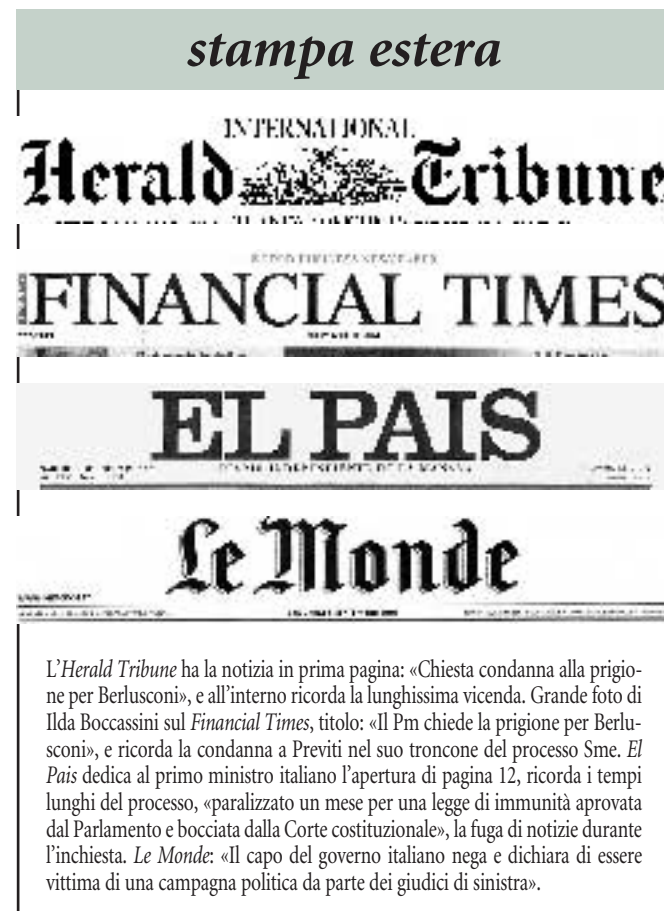 stampa estera
INTERNATIONAL
Herald Tribune
FINANCIAL TIMES
EL PAIS
DIARIO INDEPENDIENTE DE LA MAÑANA
Le Monde
L'Herald Tribune ha la notizia in prima pagina: «Chiesta condanna alla prigio-
ne per Berlusconi», e all'interno ricorda la lunghissima vicenda. Grande foto di
Ilda Boccassini sul Financial Times, titolo: «Il Pm chiede la prigione per Berlu-
sconi», e ricorda la condanna a Previti nel suo troncone del processo Sme. El
Pais dedica al primo ministro italiano l'apertura di pagina 12, ricorda i tempi
lunghi del processo, «paralizzato un mese per una legge di immunità aprovata
dal Parlamento e bocciata dalla Corte costituzionale», la fuga di notizie durante
l'inchiesta. Le Monde: «Il capo del governo italiano nega e dichiara di essere
vittima di una campagna politica da parte dei giudici di sinistra».